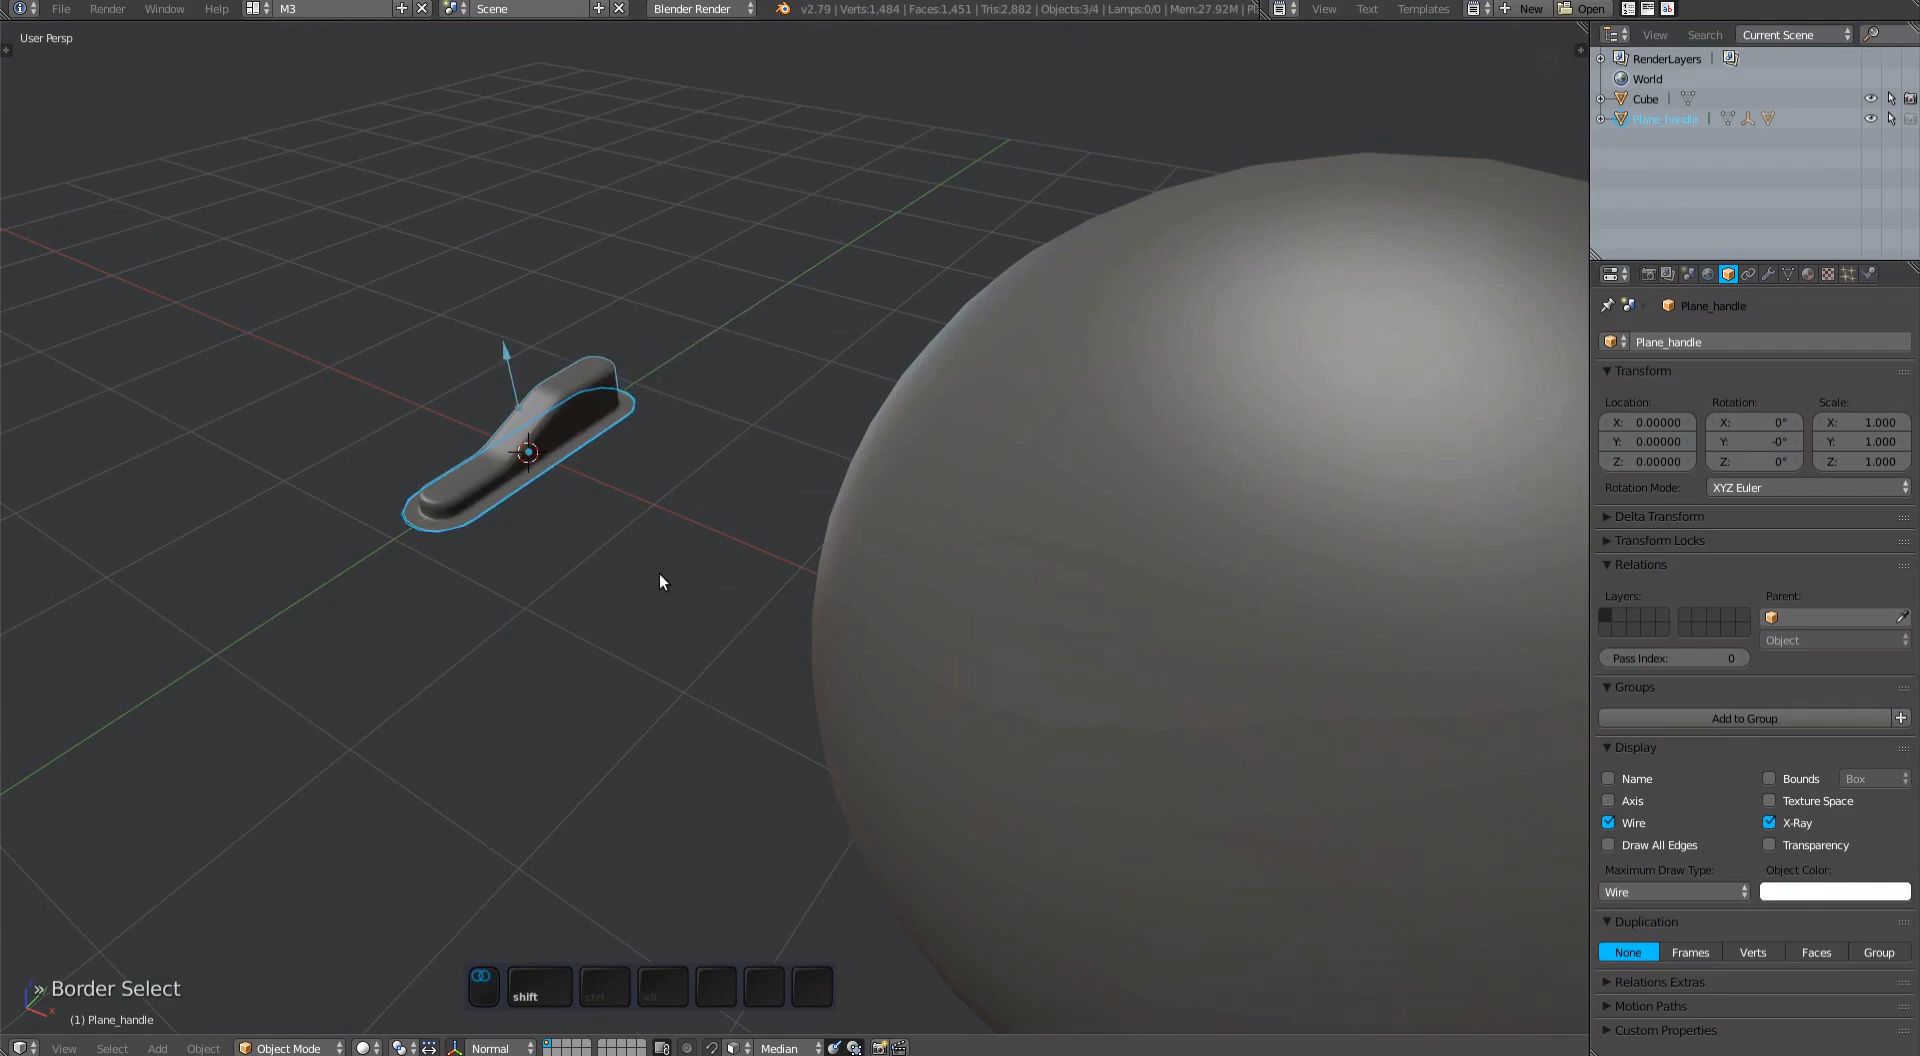 File Render Window Help M3 Scene Blender Render v2.79 | Verts:1,484 | Faces:1,451 | Tris:2,882 | Objects:3/4 | Lamps:0/0 | Mem:27.92M | Pl View Text Templates New Open
User Persp
View Search Current Scene
RenderLayers
World
Cube
Plane_handle
Plane_handle
Plane_handle
Transform
Location: Rotation: Scale:
X: 0.00000 X: 0° X: 1.000
Y: 0.00000 Y: -0° Y: 1.000
Z: 0.00000 Z: 0° Z: 1.000
Rotation Mode: XYZ Euler
Delta Transform
Transform Locks
Relations
Layers: Parent:
Object
Pass Index: 0
Groups
Add to Group
Display
Name Bounds Box
Axis Texture Space
Wire X-Ray
Draw All Edges Transparency
Maximum Draw Type: Object Color:
Wire
Duplication
None Frames Verts Faces Group
Relations Extras
Motion Paths
Custom Properties
» Border Select
shift ctrl alt
(1) Plane_handle
View Select Add Object Object Mode Normal Median